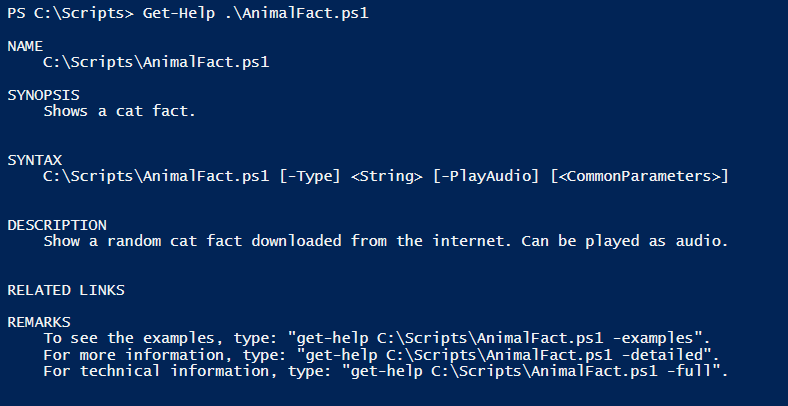 PS C:\Scripts> Get-Help .\AnimalFact.ps1
NAME
C:\Scripts\AnimalFact.ps1
SYNOPSIS
Shows a cat fact.
SYNTAX
C:\Scripts\AnimalFact.ps1 [-Type] <String> [-PlayAudio] [<CommonParameters>]
DESCRIPTION
Show a random cat fact downloaded from the internet. Can be played as audio.
RELATED LINKS
REMARKS
To see the examples, type: "get-help C:\Scripts\AnimalFact.ps1 -examples".
For more information, type: "get-help C:\Scripts\AnimalFact.ps1 -detailed".
For technical information, type: "get-help C:\Scripts\AnimalFact.ps1 -full".